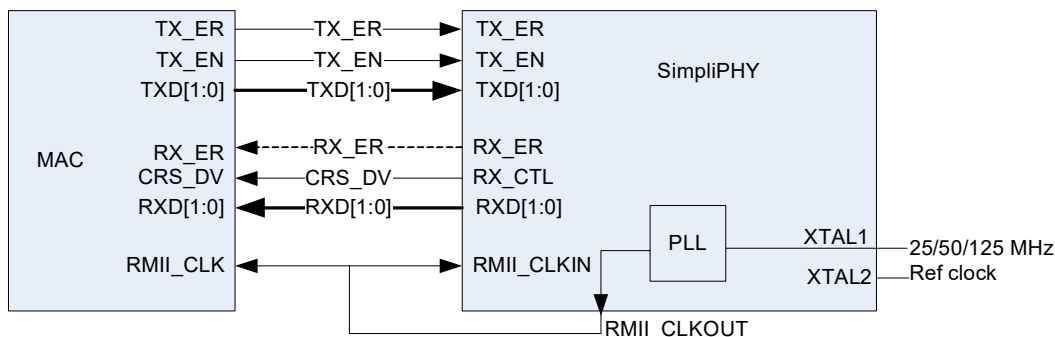 TX_ER TX_ER TX_ER
TX_EN TX_EN TX_EN
SimpliPHY
TXD[1:0] TXD[1:0] TXD[1:0]
MAC
RX_ER RX_ER RX_ER
CRS_DV CRS_DV RX_CTL
RXD[1:0] RXD[1:0] RXD[1:0]
PLL
XTAL1
25/50/125 MHz
RMII_CLK RMII_CLKIN
XTAL2
Ref clock
RMII_CLKOUT